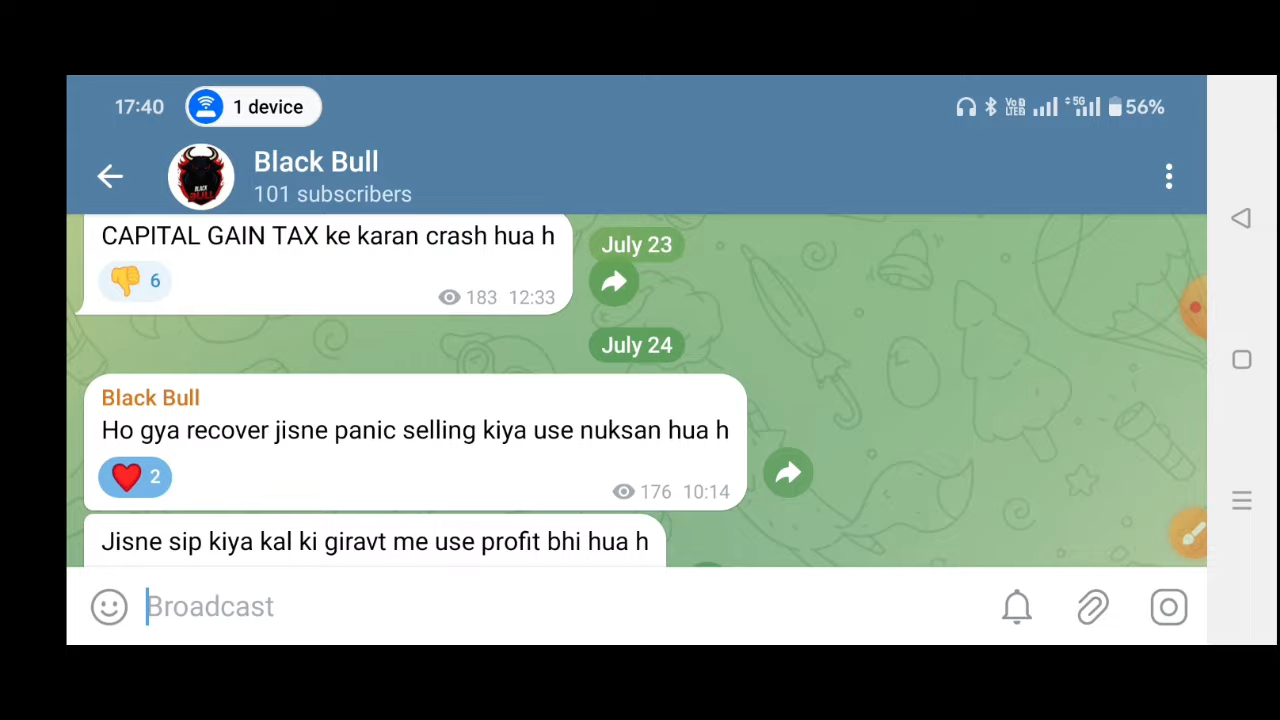 17:40
1 device
56%
Black Bull
101 subscribers
BLACK
BULL
CAPITAL GAIN TAX ke karan crash hua h
6
183 12:33
July 23
July 24
Black Bull
Ho gya recover jisne panic selling kiya use nuksan hua h
2
176 10:14
Jisne sip kiya kal ki giravt me use profit bhi hua h
Broadcast